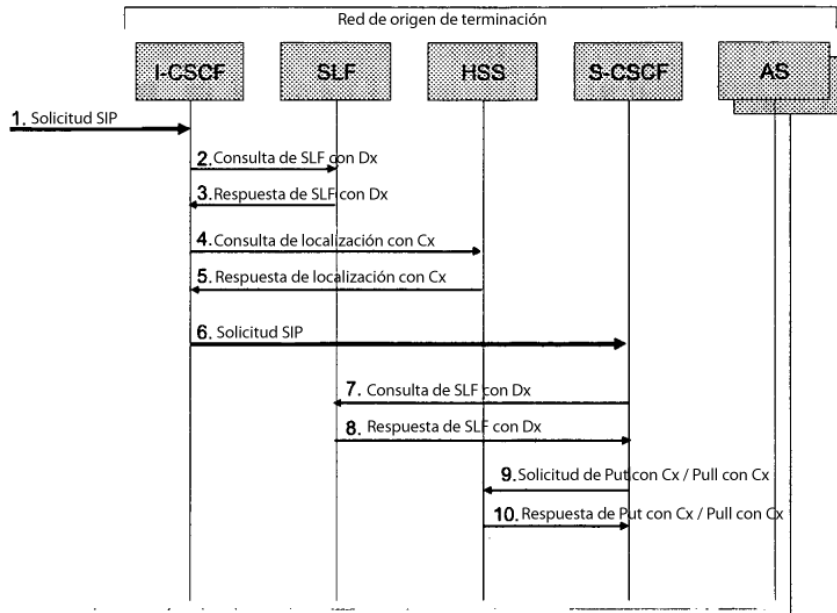 Red de origen de terminación
I-CSCF SLF HSS S-CSCF AS
1. Solicitud SIP
2. Consulta de SLF con Dx
3. Respuesta de SLF con Dx
4. Consulta de localización con Cx
5. Respuesta de localización con Cx
6. Solicitud SIP
7. Consulta de SLF con Dx
8. Respuesta de SLF con Dx
9. Solicitud de Put con Cx / Pull con Cx
10. Respuesta de Put con Cx / Pull con Cx